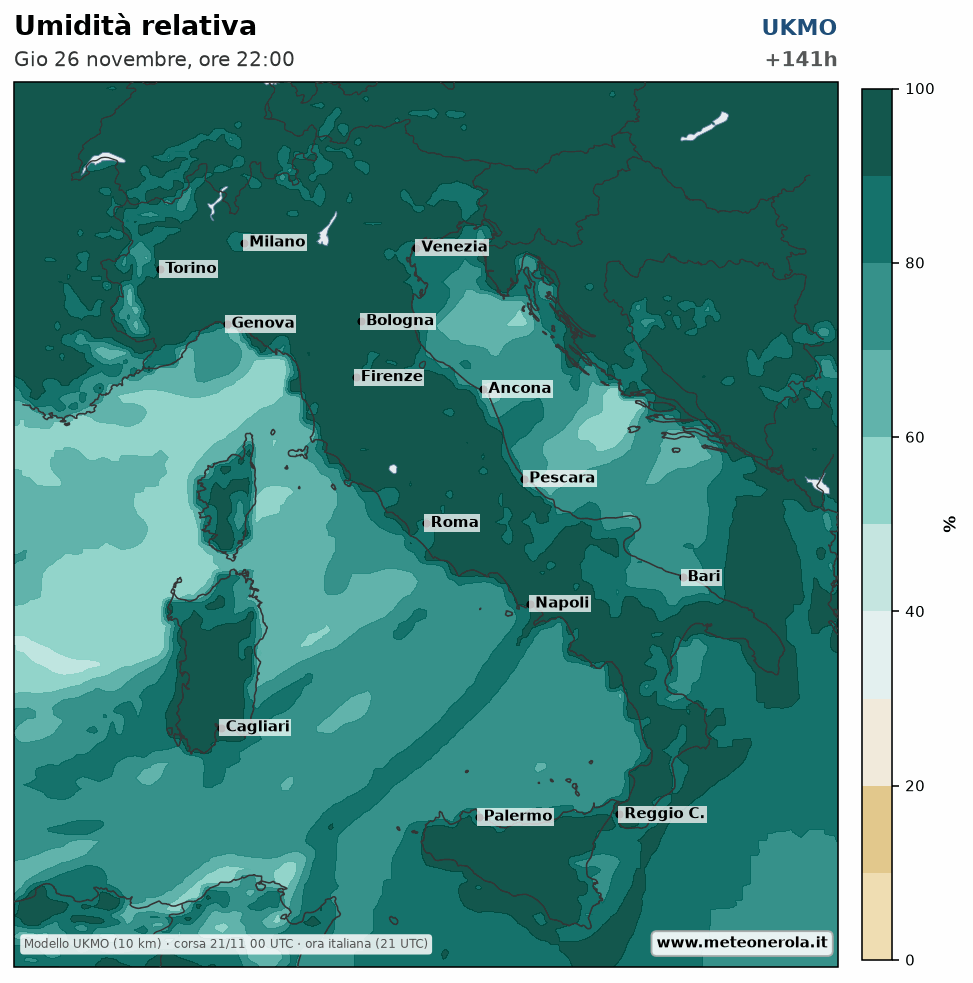 Umidità relativa
UKMO
Gio 26 novembre, ore 22:00
+141h
100
80
60
40
20
0
%
Milano
Venezia
Torino
Genova
Bologna
Firenze
Ancona
Pescara
Roma
Bari
Napoli
Cagliari
Palermo
Reggio C.
Modello UKMO (10 km) · corsa 21/11 00 UTC · ora italiana (21 UTC)
www.meteonerola.it